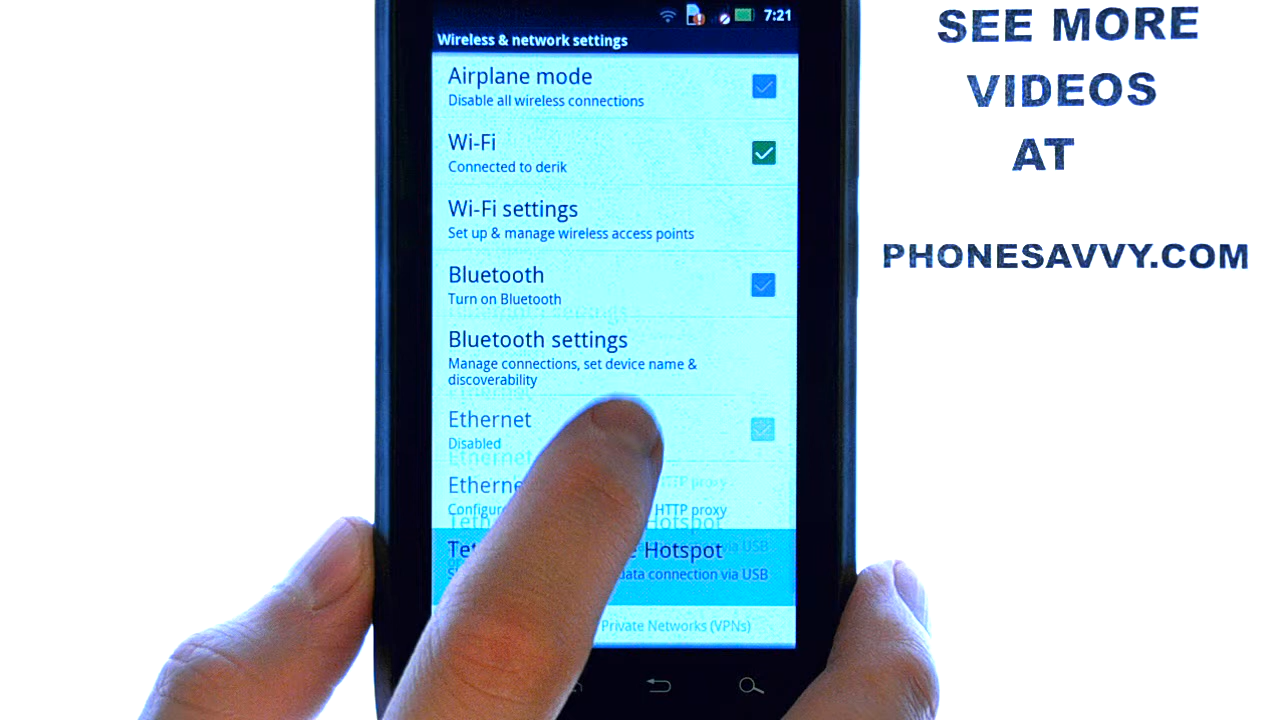 7:21
Wireless & network settings
Airplane mode
Disable all wireless connections
Wi-Fi
Connected to derik
Wi-Fi settings
Set up & manage wireless access points
Bluetooth
Turn on Bluetooth
Bluetooth settings
Manage connections, set device name &
discoverability
Ethernet
Disabled
HTTP proxy
Hotspot
data connection via USB
Private Networks (VPNs)
SEE MORE
VIDEOS
AT
PHONESAVVY.COM